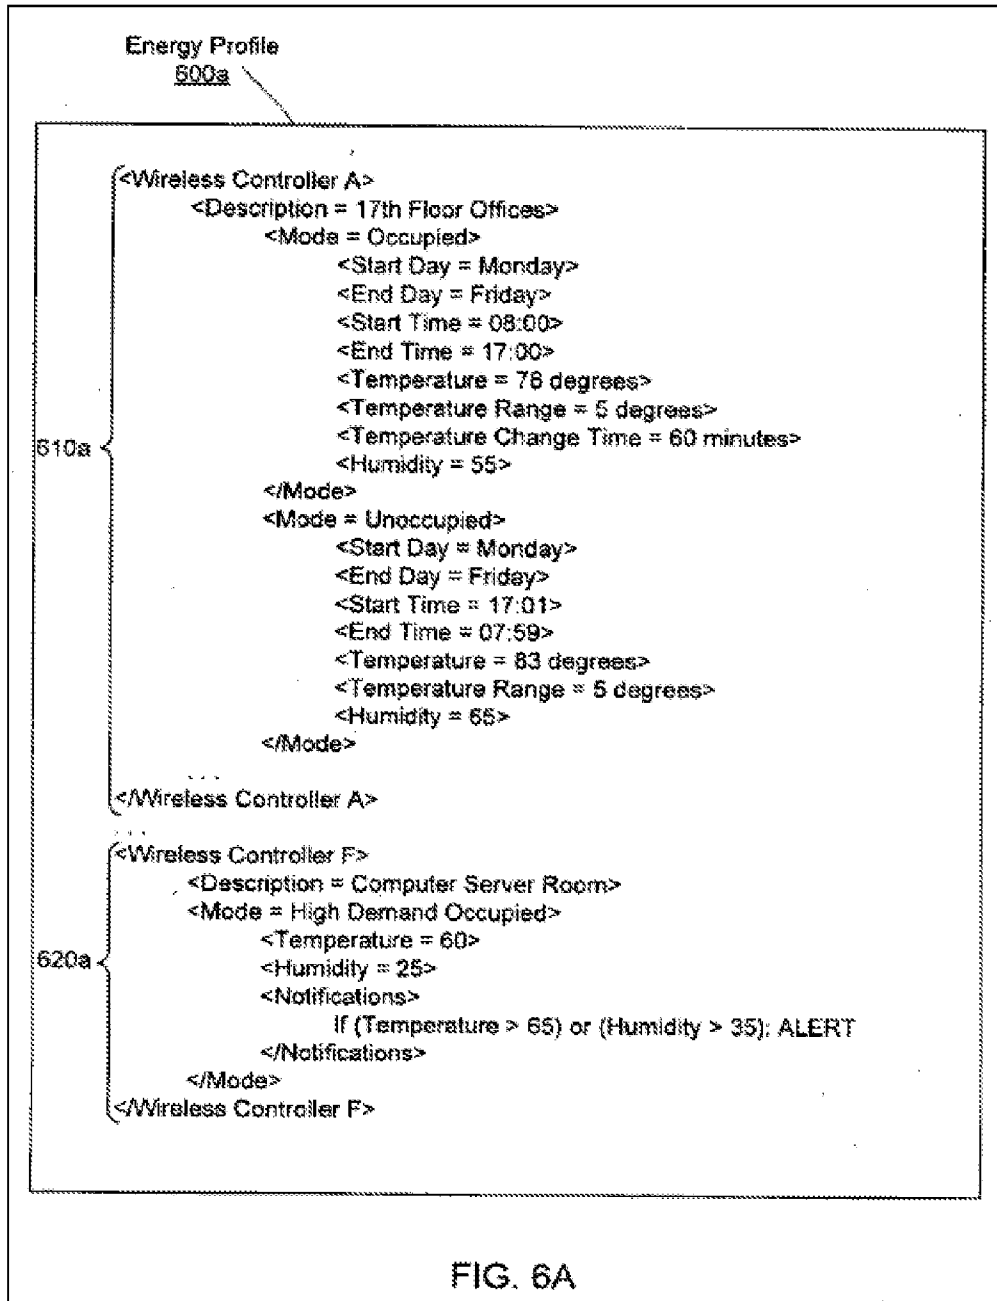 Energy Profile
600a
<Wireless Controller A>
<Description = 17th Floor Offices>
<Mode = Occupied>
<Start Day = Monday>
<End Day = Friday>
<Start Time = 08:00>
<End Time = 17:00>
<Temperature = 78 degrees>
<Temperature Range = 5 degrees>
<Temperature Change Time = 60 minutes>
610a
<Humidity = 55>
</Mode>
<Mode = Unoccupied>
<Start Day = Monday>
<End Day = Friday>
<Start Time = 17:01>
<End Time = 07:59>
<Temperature = 83 degrees>
<Temperature Range = 5 degrees>
<Humidity = 65>
</Mode>
. . .
</Wireless Controller A>
. . .
<Wireless Controller F>
<Description = Computer Server Room>
<Mode = High Demand Occupied>
<Temperature = 60>
620a
<Humidity = 25>
<Notifications>
If (Temperature > 65) or (Humidity > 35): ALERT
</Notifications>
</Mode>
</Wireless Controller F>
FIG. 6A